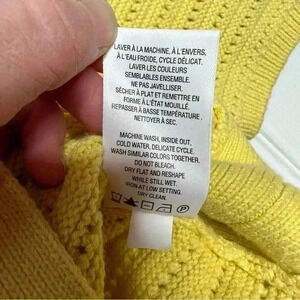 LAVER À LA MACHINE. À L'ENVERS,
À L'EAU FROIDE, CYCLE DÉLICAT.
LAVER LES COULEURS
SEMBLABLES ENSEMBLE.
NE PAS JAVELLISER.
SÉCHER À PLAT ET REMETTRE EN
FORME À L'ÉTAT MOUILLÉ.
REPASSER À BASSE TEMPÉRATURE.
NETTOYER À SEC.
MACHINE WASH, INSIDE OUT,
COLD WATER, DELICATE CYCLE.
WASH SIMILAR COLORS TOGETHER.
DO NOT BLEACH.
DRY FLAT AND RESHAPE
WHILE STILL WET.
IRON AT LOW SETTING.
DRY CLEAN.
P